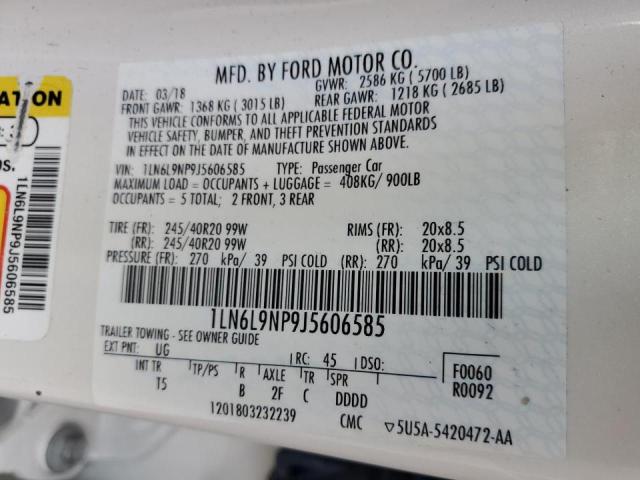 MFD. BY FORD MOTOR CO.
03/18 GVWR: 2586 KG ( 5700 LB)
FRONT GAWR: 1368 KG ( 3015 LB) REAR GAWR: 1218 KG ( 2685 LB)
THIS VEHICLE CONFORMS TO ALL APPLICABLE FEDERAL MOTOR
VEHICLE SAFETY, BUMPER, AND THEFT PREVENTION STANDARDS
IN EFFECT ON THE DATE OF MANUFACTURE SHOWN ABOVE.
VIN: 1LN6L9NP9J5606585 TYPE: Passenger Car
MAXIMUM LOAD = OCCUPANTS + LUGGAGE = 408KG/ 900LB
OCCUPANTS = 5 TOTAL; 2 FRONT, 3 REAR
TIRE (FR): 245/40R20 99W RIMS (FR): 20x8.5
(RR): 245/40R20 99W (RR): 20x8.5
PRESSURE (FR): 270 kPa/ 39 PSI COLD (RR): 270 kPa/ 39 PSI COLD
1LN6L9NP9J5606585
TRAILER TOWING - SEE OWNER GUIDE
EXT PNT: UG RC: 45 DSO: F0060
INT TR TP/PS R AXLE TR SPR R0092
T5 B 2F C DDDD
1201803232239 CMC ▽5U5A-5420472-AA
ATION
1LN6L9NP9J5606585